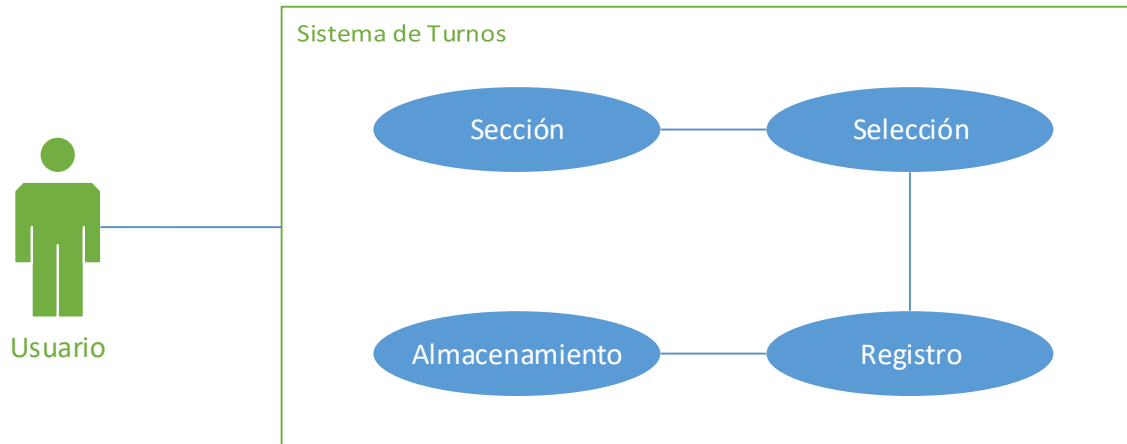 Sistema de Turnos
Sección
Selección
Usuario
Almacenamiento
Registro